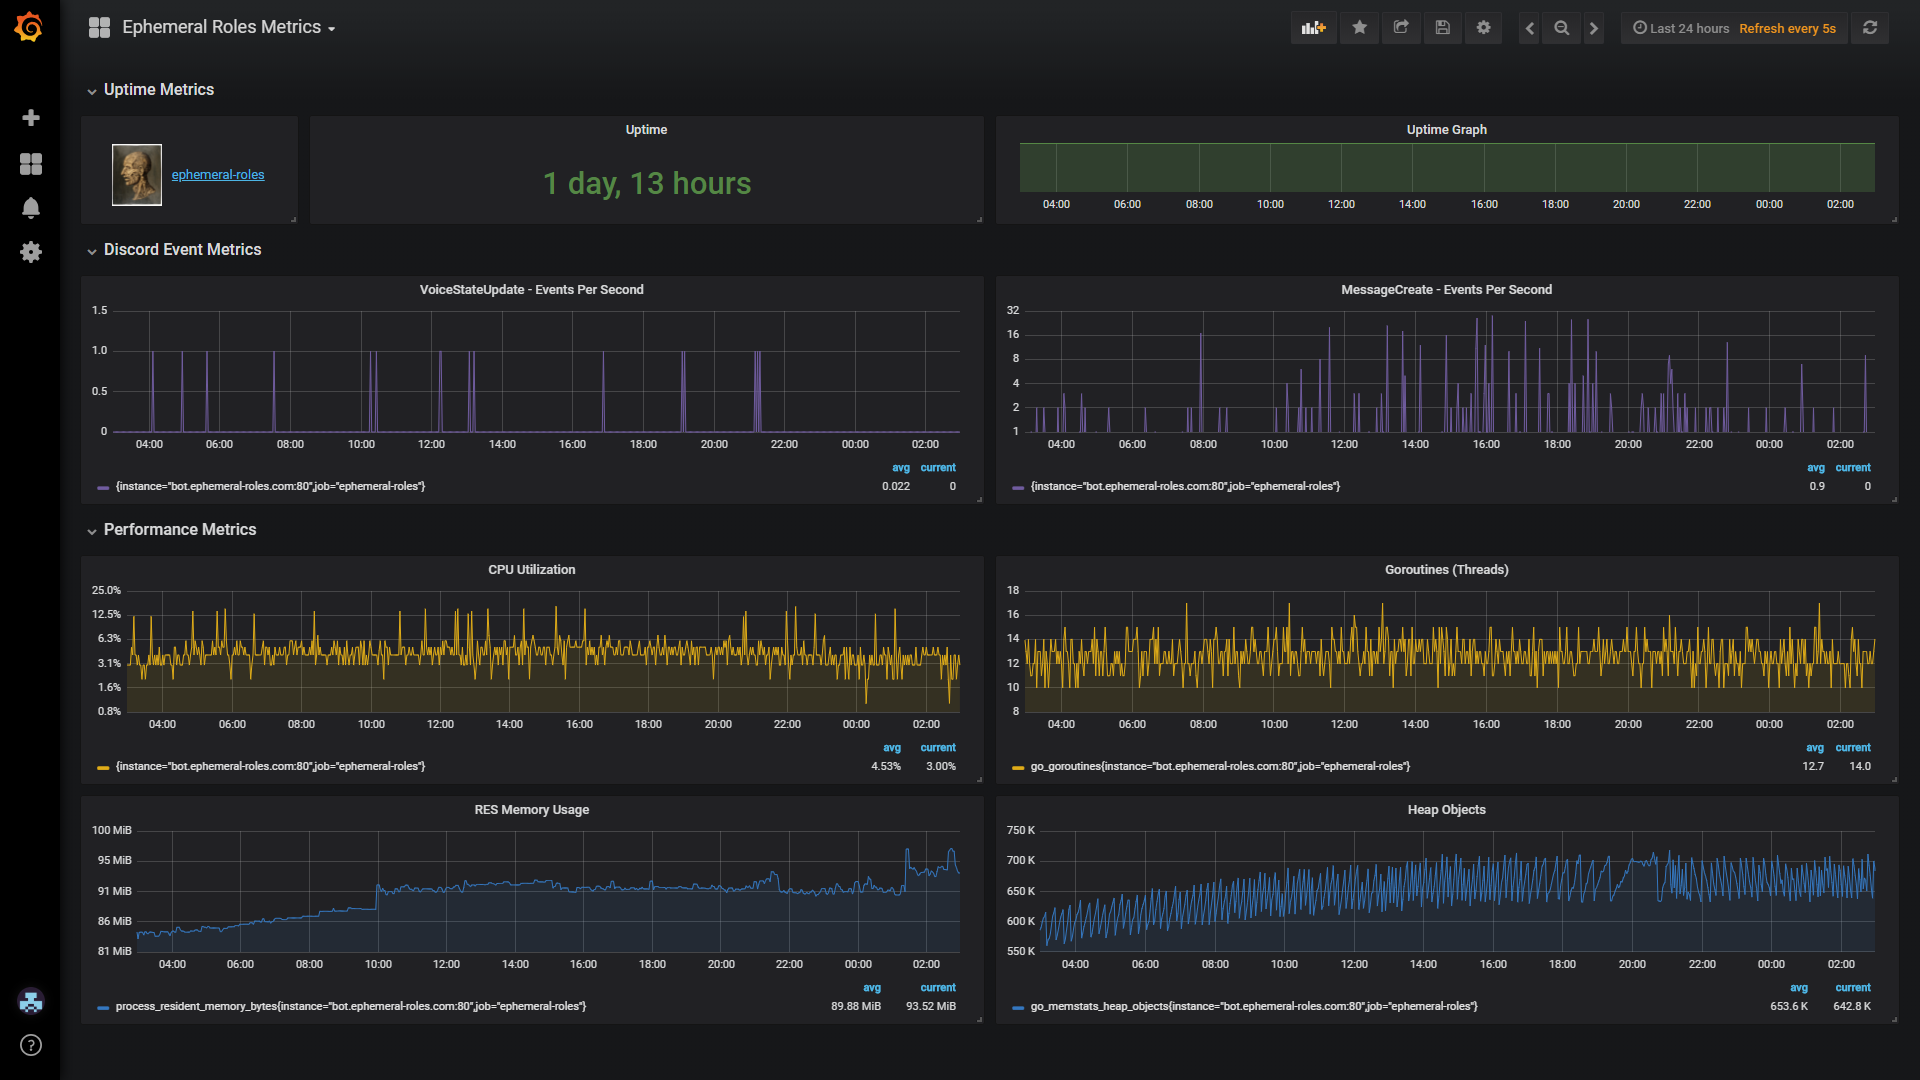 Ephemeral Roles Metrics
Last 24 hours Refresh every 5s
Uptime Metrics
ephemeral-roles
Uptime
1 day, 13 hours
Uptime Graph
04:00 06:00 08:00 10:00 12:00 14:00 16:00 18:00 20:00 22:00 00:00 02:00
Discord Event Metrics
VoiceStateUpdate - Events Per Second
1.5
1.0
0.5
0
04:00 06:00 08:00 10:00 12:00 14:00 16:00 18:00 20:00 22:00 00:00 02:00
avg current
{instance="bot.ephemeral-roles.com:80",job="ephemeral-roles"} 0.022 0
MessageCreate - Events Per Second
32
16
8
4
2
1
04:00 06:00 08:00 10:00 12:00 14:00 16:00 18:00 20:00 22:00 00:00 02:00
avg current
{instance="bot.ephemeral-roles.com:80",job="ephemeral-roles"} 0.9 0
Performance Metrics
CPU Utilization
25.0%
12.5%
6.3%
3.1%
1.6%
0.8%
04:00 06:00 08:00 10:00 12:00 14:00 16:00 18:00 20:00 22:00 00:00 02:00
avg current
{instance="bot.ephemeral-roles.com:80",job="ephemeral-roles"} 4.53% 3.00%
Goroutines (Threads)
18
16
14
12
10
8
04:00 06:00 08:00 10:00 12:00 14:00 16:00 18:00 20:00 22:00 00:00 02:00
avg current
go_goroutines{instance="bot.ephemeral-roles.com:80",job="ephemeral-roles"} 12.7 14.0
RES Memory Usage
100 MiB
95 MiB
91 MiB
86 MiB
81 MiB
04:00 06:00 08:00 10:00 12:00 14:00 16:00 18:00 20:00 22:00 00:00 02:00
avg current
process_resident_memory_bytes{instance="bot.ephemeral-roles.com:80",job="ephemeral-roles"} 89.88 MiB 93.52 MiB
Heap Objects
750 K
700 K
650 K
600 K
550 K
04:00 06:00 08:00 10:00 12:00 14:00 16:00 18:00 20:00 22:00 00:00 02:00
avg current
go_memstats_heap_objects{instance="bot.ephemeral-roles.com:80",job="ephemeral-roles"} 653.6 K 642.8 K